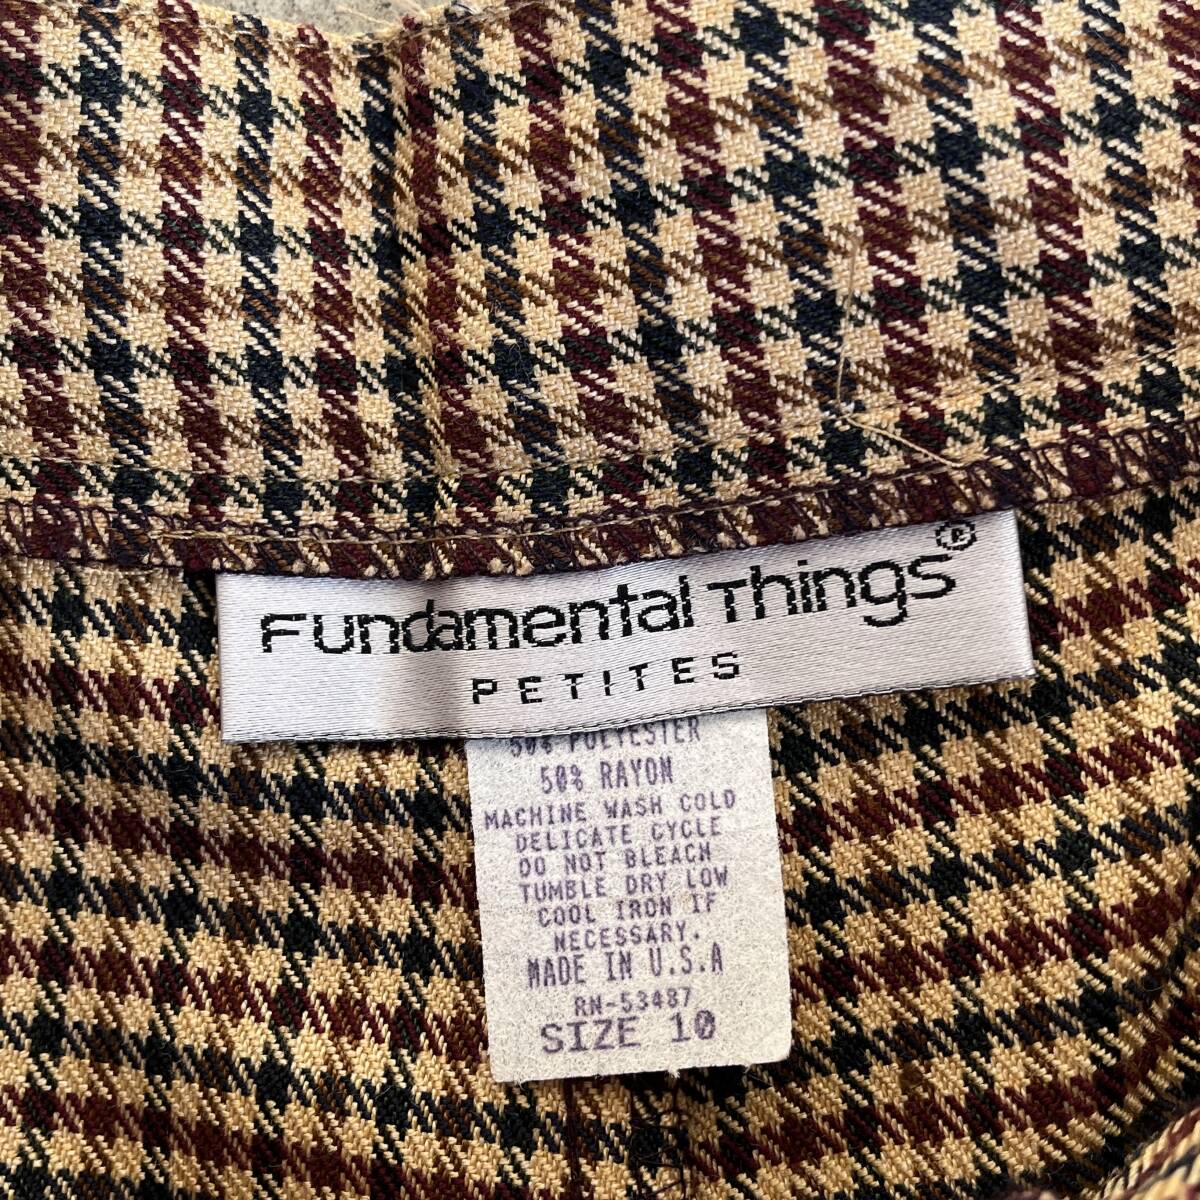 Fundamental Things®
PETITES
50% POLYESTER
50% RAYON
MACHINE WASH COLD
DELICATE CYCLE
DO NOT BLEACH
TUMBLE DRY LOW
COOL IRON IF
NECESSARY.
MADE IN U.S.A
RN-53487
SIZE 10